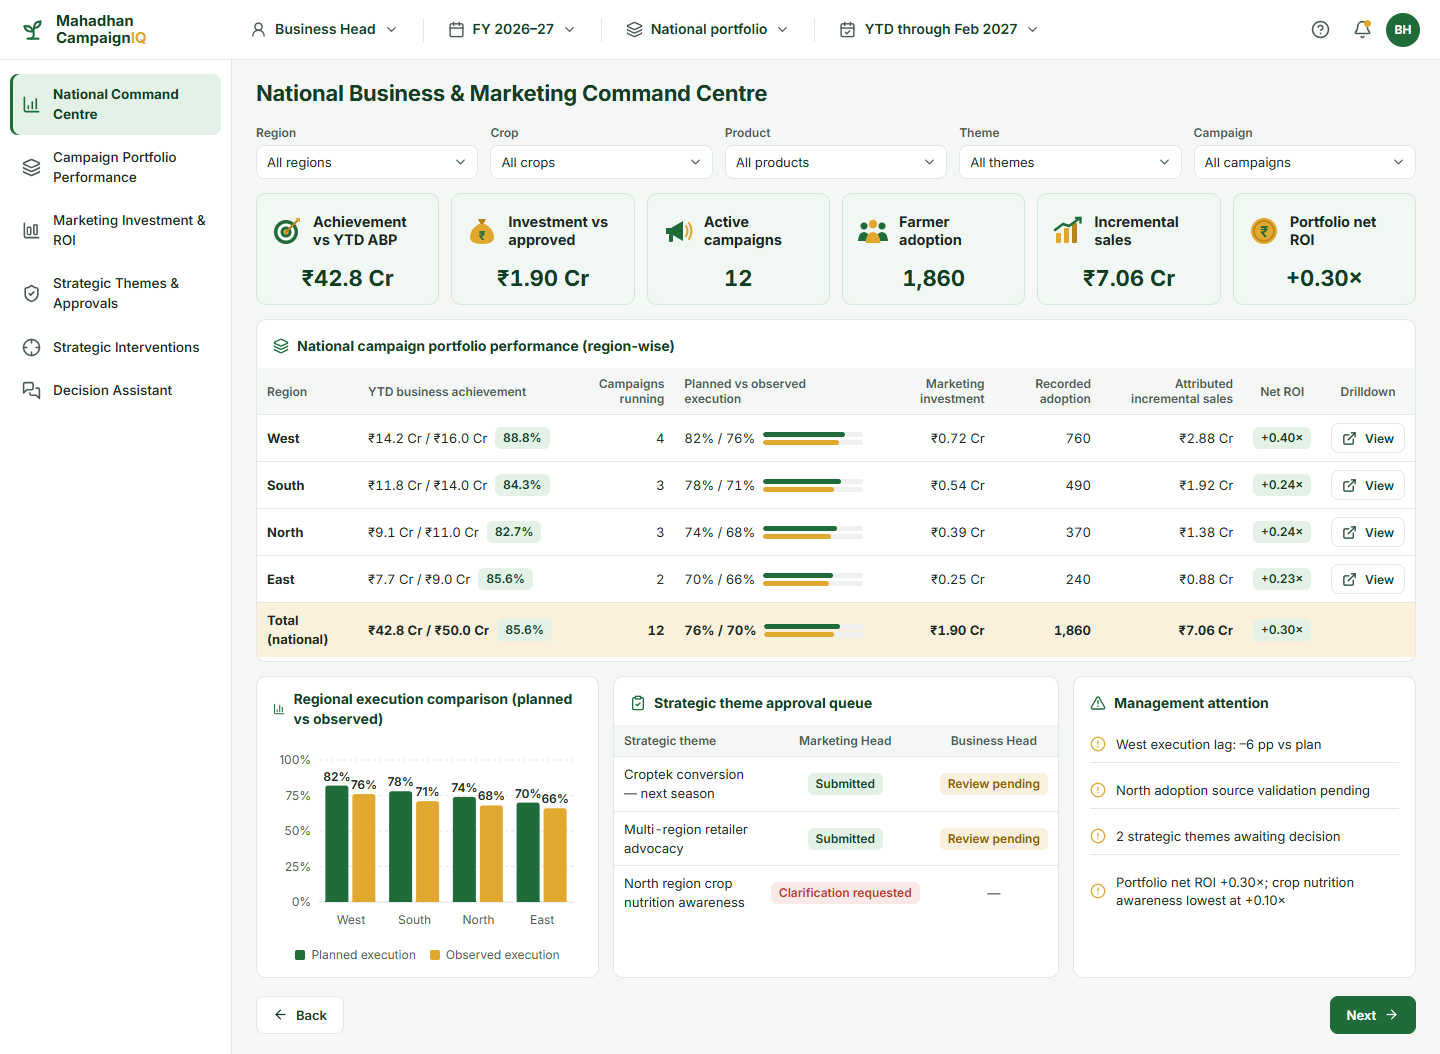 Mahadhan
CampaignIQ
Business Head
FY 2026–27
National portfolio
YTD through Feb 2027
BH
National Command
Centre
Campaign Portfolio
Performance
Marketing Investment &
ROI
Strategic Themes &
Approvals
Strategic Interventions
Decision Assistant
National Business & Marketing Command Centre
Region
Crop
Product
Theme
Campaign
All regions
All crops
All products
All themes
All campaigns
Achievement
vs YTD ABP
₹42.8 Cr
Investment vs
approved
₹1.90 Cr
Active
campaigns
12
Farmer
adoption
1,860
Incremental
sales
₹7.06 Cr
Portfolio net
ROI
+0.30×
National campaign portfolio performance (region-wise)
Region
YTD business achievement
Campaigns
running
Planned vs observed
execution
Marketing
investment
Recorded
adoption
Attributed
incremental sales
Net ROI
Drilldown
West ₹14.2 Cr / ₹16.0 Cr 88.8% 4 82% / 76% ₹0.72 Cr 760 ₹2.88 Cr +0.40× View
South ₹11.8 Cr / ₹14.0 Cr 84.3% 3 78% / 71% ₹0.54 Cr 490 ₹1.92 Cr +0.24× View
North ₹9.1 Cr / ₹11.0 Cr 82.7% 3 74% / 68% ₹0.39 Cr 370 ₹1.38 Cr +0.24× View
East ₹7.7 Cr / ₹9.0 Cr 85.6% 2 70% / 66% ₹0.25 Cr 240 ₹0.88 Cr +0.23× View
Total
(national) ₹42.8 Cr / ₹50.0 Cr 85.6% 12 76% / 70% ₹1.90 Cr 1,860 ₹7.06 Cr +0.30×
Regional execution comparison (planned
vs observed)
100%
75%
50%
25%
0%
82% 76% 78% 71% 74% 68% 70% 66%
West South North East
Planned execution Observed execution
Strategic theme approval queue
Strategic theme Marketing Head Business Head
Croptek conversion
— next season
Submitted Review pending
Multi-region retailer
advocacy
Submitted Review pending
North region crop
nutrition awareness
Clarification requested —
Management attention
West execution lag: −6 pp vs plan
North adoption source validation pending
2 strategic themes awaiting decision
Portfolio net ROI +0.30×; crop nutrition
awareness lowest at +0.10×
Back
Next